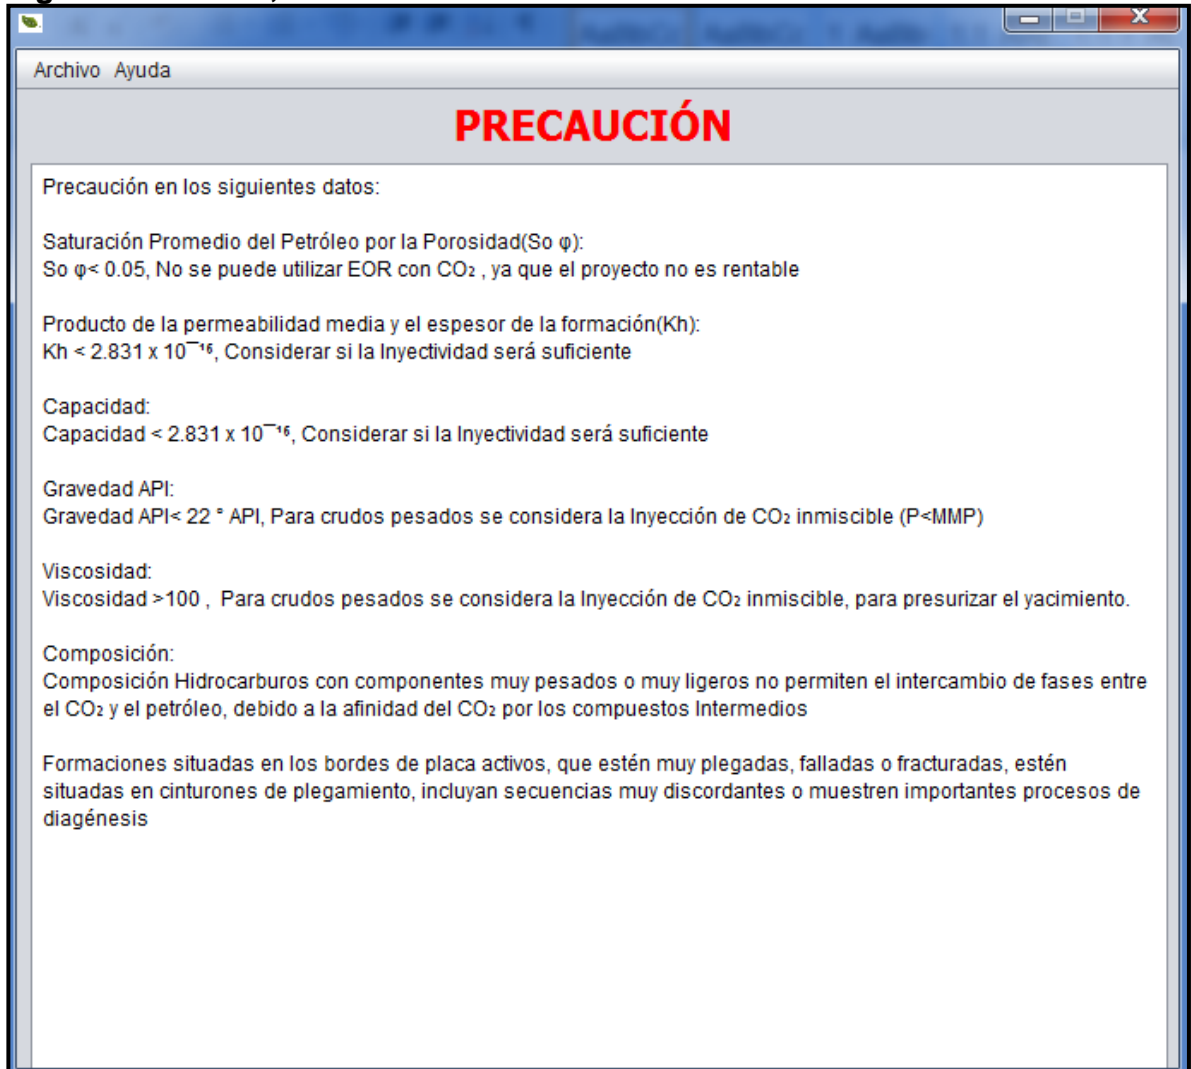 Archivo Ayuda
PRECAUCIÓN
Precaución en los siguientes datos:
Saturación Promedio del Petróleo por la Porosidad(So φ):
So φ< 0.05, No se puede utilizar EOR con CO₂ , ya que el proyecto no es rentable
Producto de la permeabilidad media y el espesor de la formación(Kh):
Kh < 2.831 x 10¯¹⁶, Considerar si la Inyectividad será suficiente
Capacidad:
Capacidad < 2.831 x 10¯¹⁶, Considerar si la Inyectividad será suficiente
Gravedad API:
Gravedad API< 22 ° API, Para crudos pesados se considera la Inyección de CO₂ inmiscible (P<MMP)
Viscosidad:
Viscosidad >100 , Para crudos pesados se considera la Inyección de CO₂ inmiscible, para presurizar el yacimiento.
Composición:
Composición Hidrocarburos con componentes muy pesados o muy ligeros no permiten el intercambio de fases entre
el CO₂ y el petróleo, debido a la afinidad del CO₂ por los compuestos Intermedios
Formaciones situadas en los bordes de placa activos, que estén muy plegadas, falladas o fracturadas, estén
situadas en cinturones de plegamiento, incluyan secuencias muy discordantes o muestren importantes procesos de
diagénesis